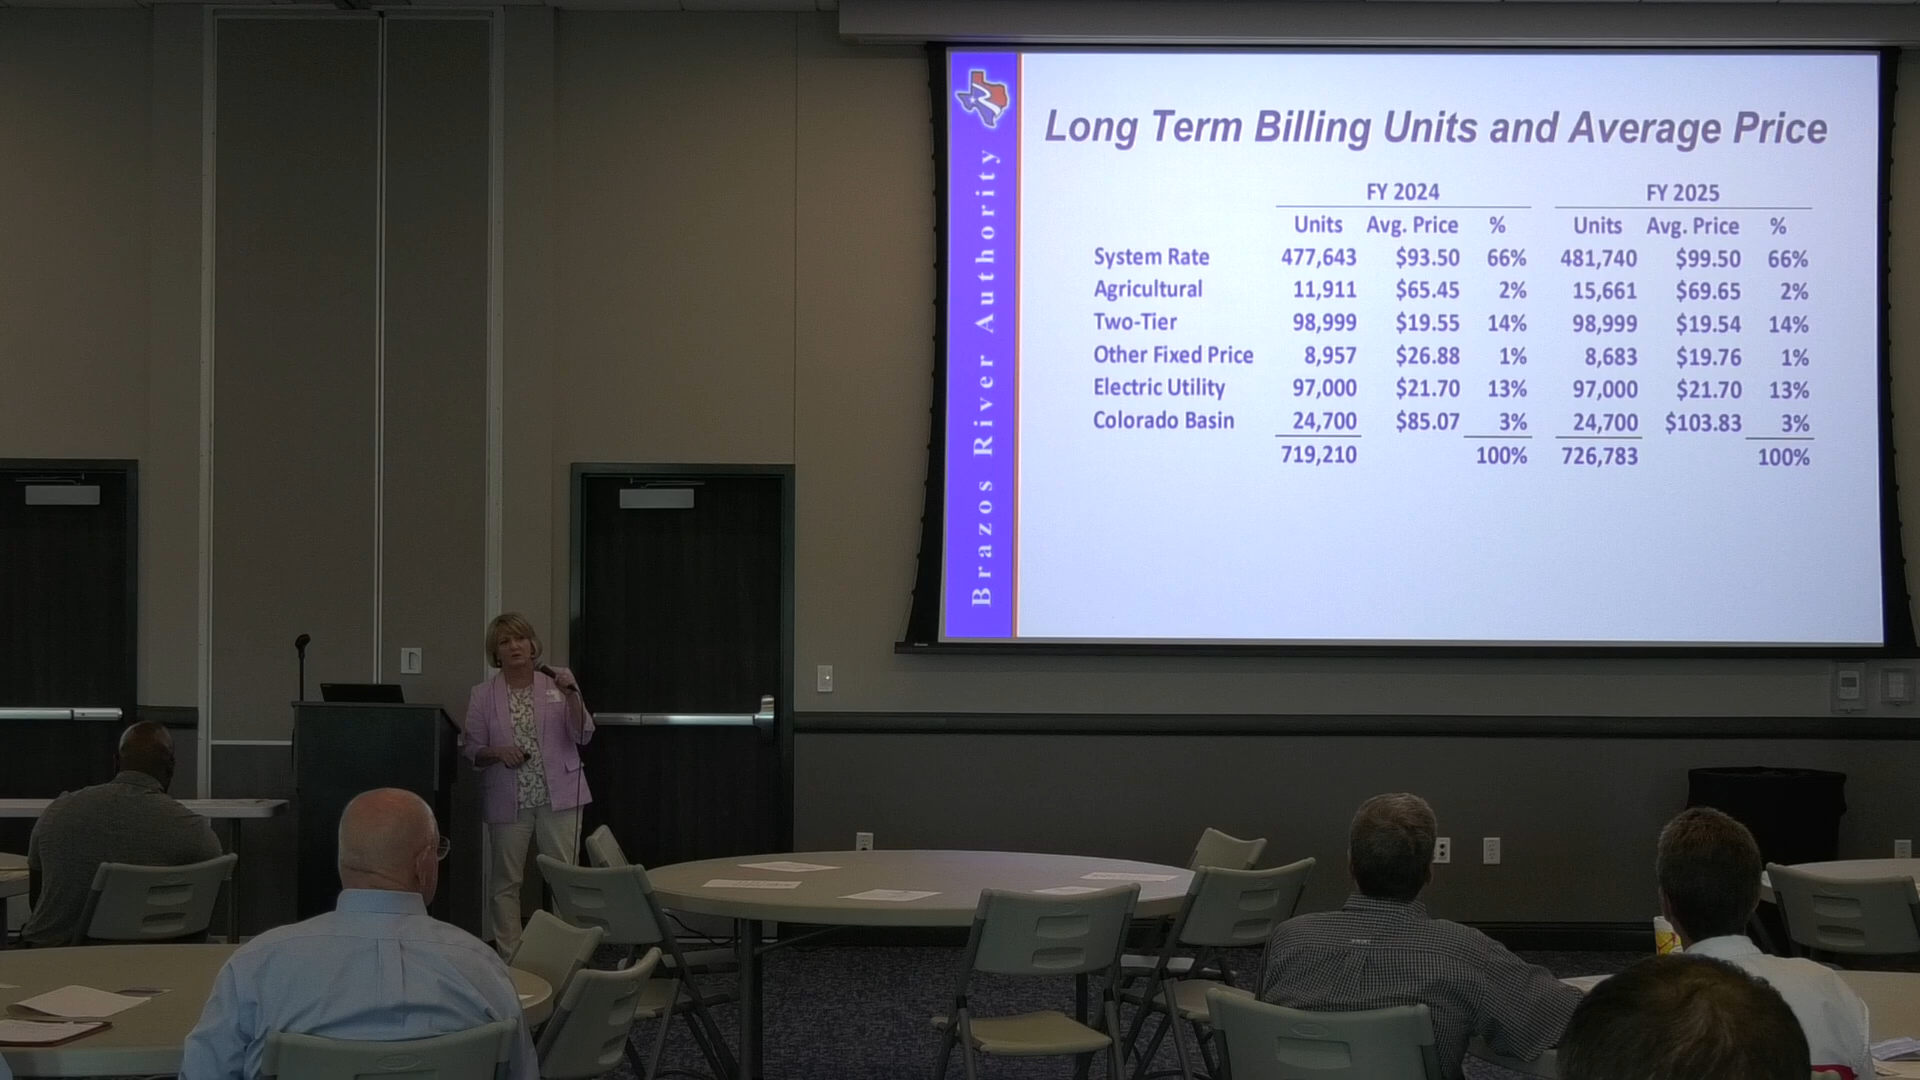 Brazos River Authority
Long Term Billing Units and Average Price
FY 2024 FY 2025
Units Avg. Price % Units Avg. Price %
System Rate 477,643 $93.50 66% 481,740 $99.50 66%
Agricultural 11,911 $65.45 2% 15,661 $69.65 2%
Two-Tier 98,999 $19.55 14% 98,999 $19.54 14%
Other Fixed Price 8,957 $26.88 1% 8,683 $19.76 1%
Electric Utility 97,000 $21.70 13% 97,000 $21.70 13%
Colorado Basin 24,700 $85.07 3% 24,700 $103.83 3%
719,210 100% 726,783 100%